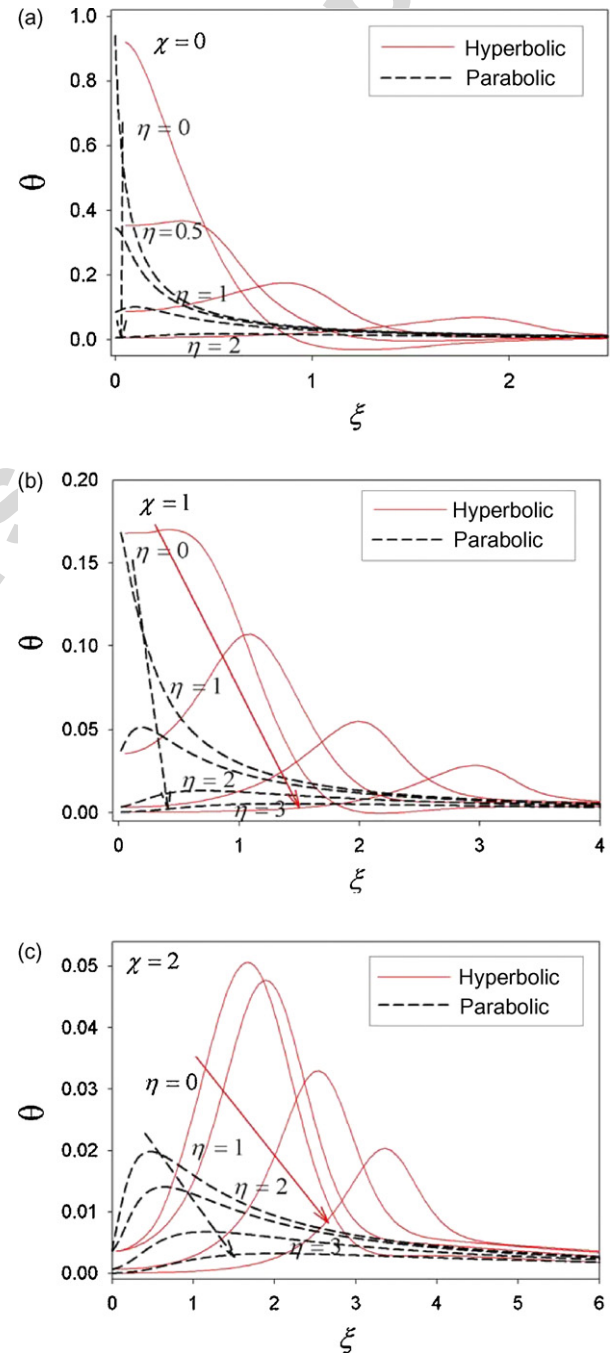 (a)
1.0
0.8
0.6
0.4
0.2
0.0
θ
χ = 0
η = 0
η = 0.5
η = 1
η = 2
Hyperbolic
Parabolic
0
1
2
ξ
(b)
0.20
0.15
0.10
0.05
0.00
θ
χ = 1
η = 0
η = 1
η = 2
η = 3
Hyperbolic
Parabolic
0
1
2
3
4
ξ
(c)
0.05
0.04
0.03
0.02
0.01
0.00
θ
χ = 2
η = 0
η = 1
η = 2
η = 3
Hyperbolic
Parabolic
0
1
2
3
4
5
6
ξ